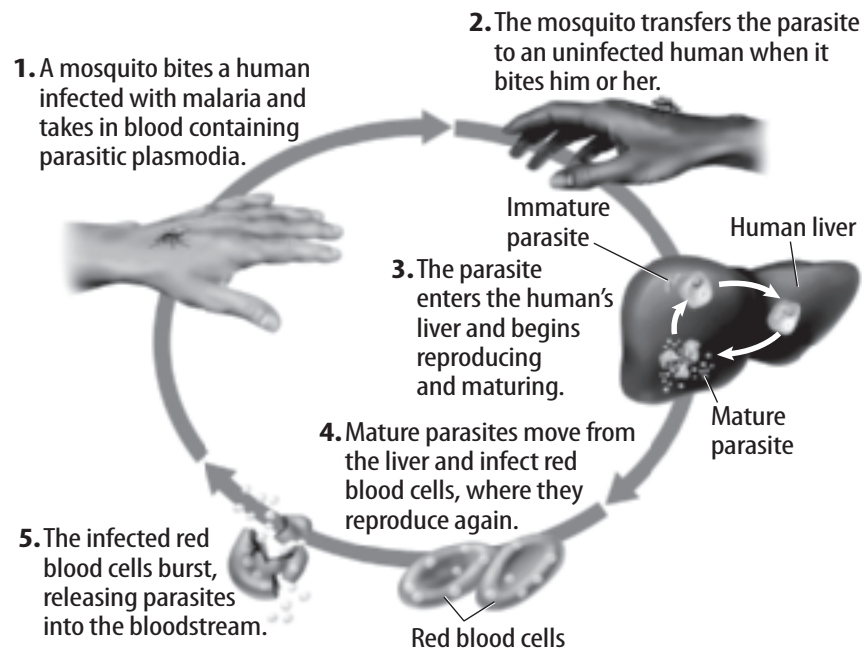 1. A mosquito bites a human
infected with malaria and
takes in blood containing
parasitic plasmodia.
2. The mosquito transfers the parasite
to an uninfected human when it
bites him or her.
Immature
parasite
Human liver
3. The parasite
enters the human's
liver and begins
reproducing
and maturing.
Mature
parasite
4. Mature parasites move from
the liver and infect red
blood cells, where they
reproduce again.
5. The infected red
blood cells burst,
releasing parasites
into the bloodstream.
Red blood cells